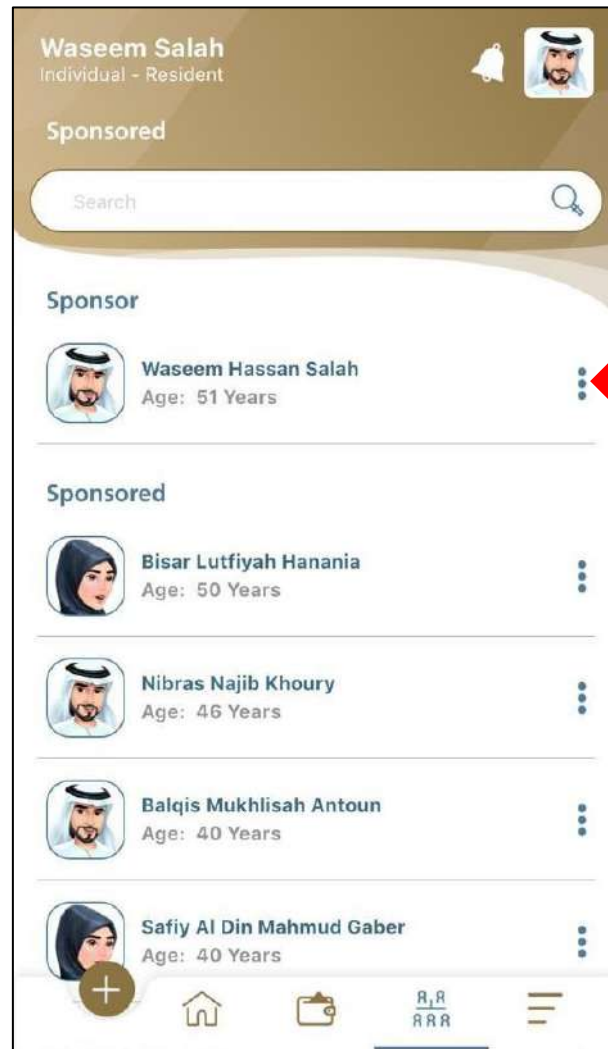 Waseem Salah
Individual - Resident
Sponsored
Search
Sponsor
Waseem Hassan Salah
Age: 51 Years
Sponsored
Bisar Lutfiyah Hanania
Age: 50 Years
Nibras Najib Khoury
Age: 46 Years
Balqis Mukhlisah Antoun
Age: 40 Years
Safiy Al Din Mahmud Gaber
Age: 40 Years